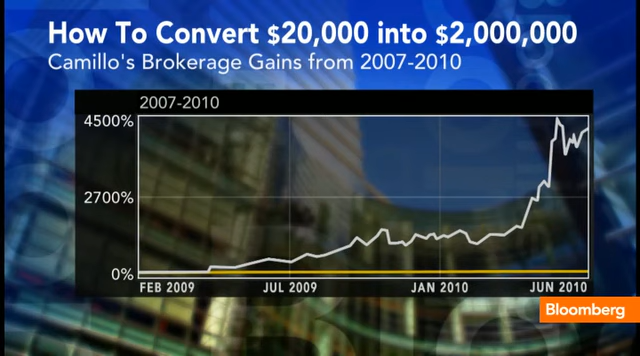 How To Convert $20,000 into $2,000,000
Camillo's Brokerage Gains from 2007-2010
2007-2010
4500%
2700%
0%
FEB 2009 JUL 2009 JAN 2010 JUN 2010
Bloomberg